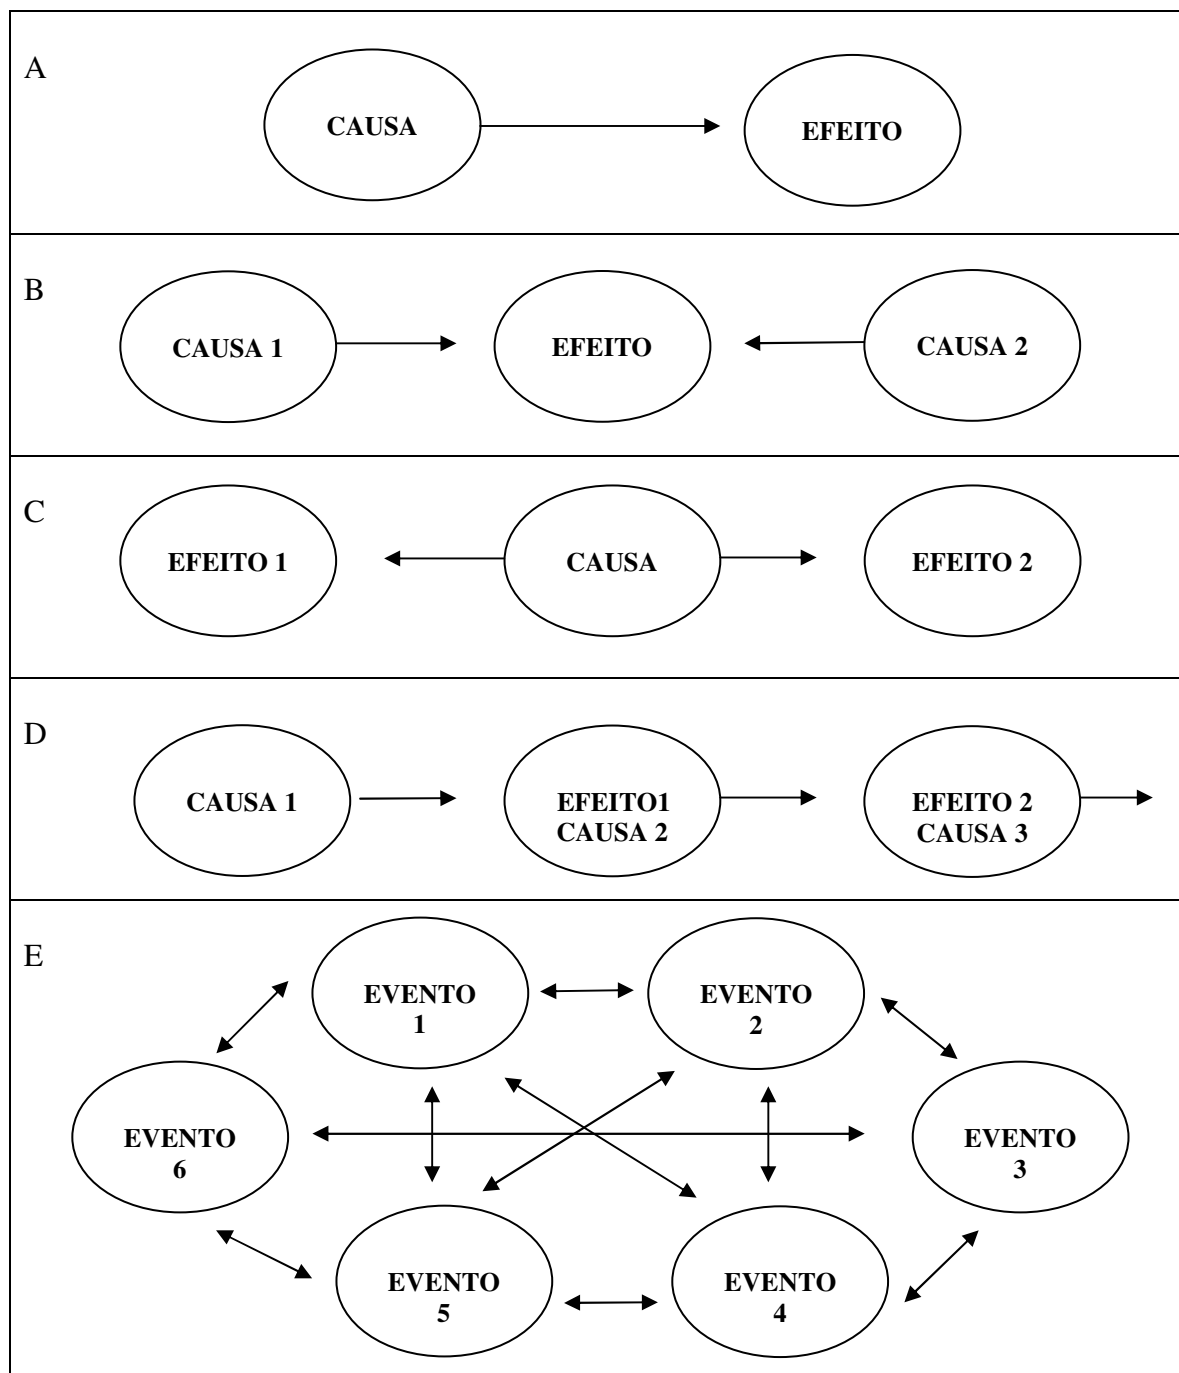 A
CAUSA
EFEITO
B
CAUSA 1
EFEITO
CAUSA 2
C
EFEITO 1
CAUSA
EFEITO 2
D
CAUSA 1
EFEITO1
CAUSA 2
EFEITO 2
CAUSA 3
E
EVENTO
1
EVENTO
2
EVENTO
6
EVENTO
3
EVENTO
5
EVENTO
4